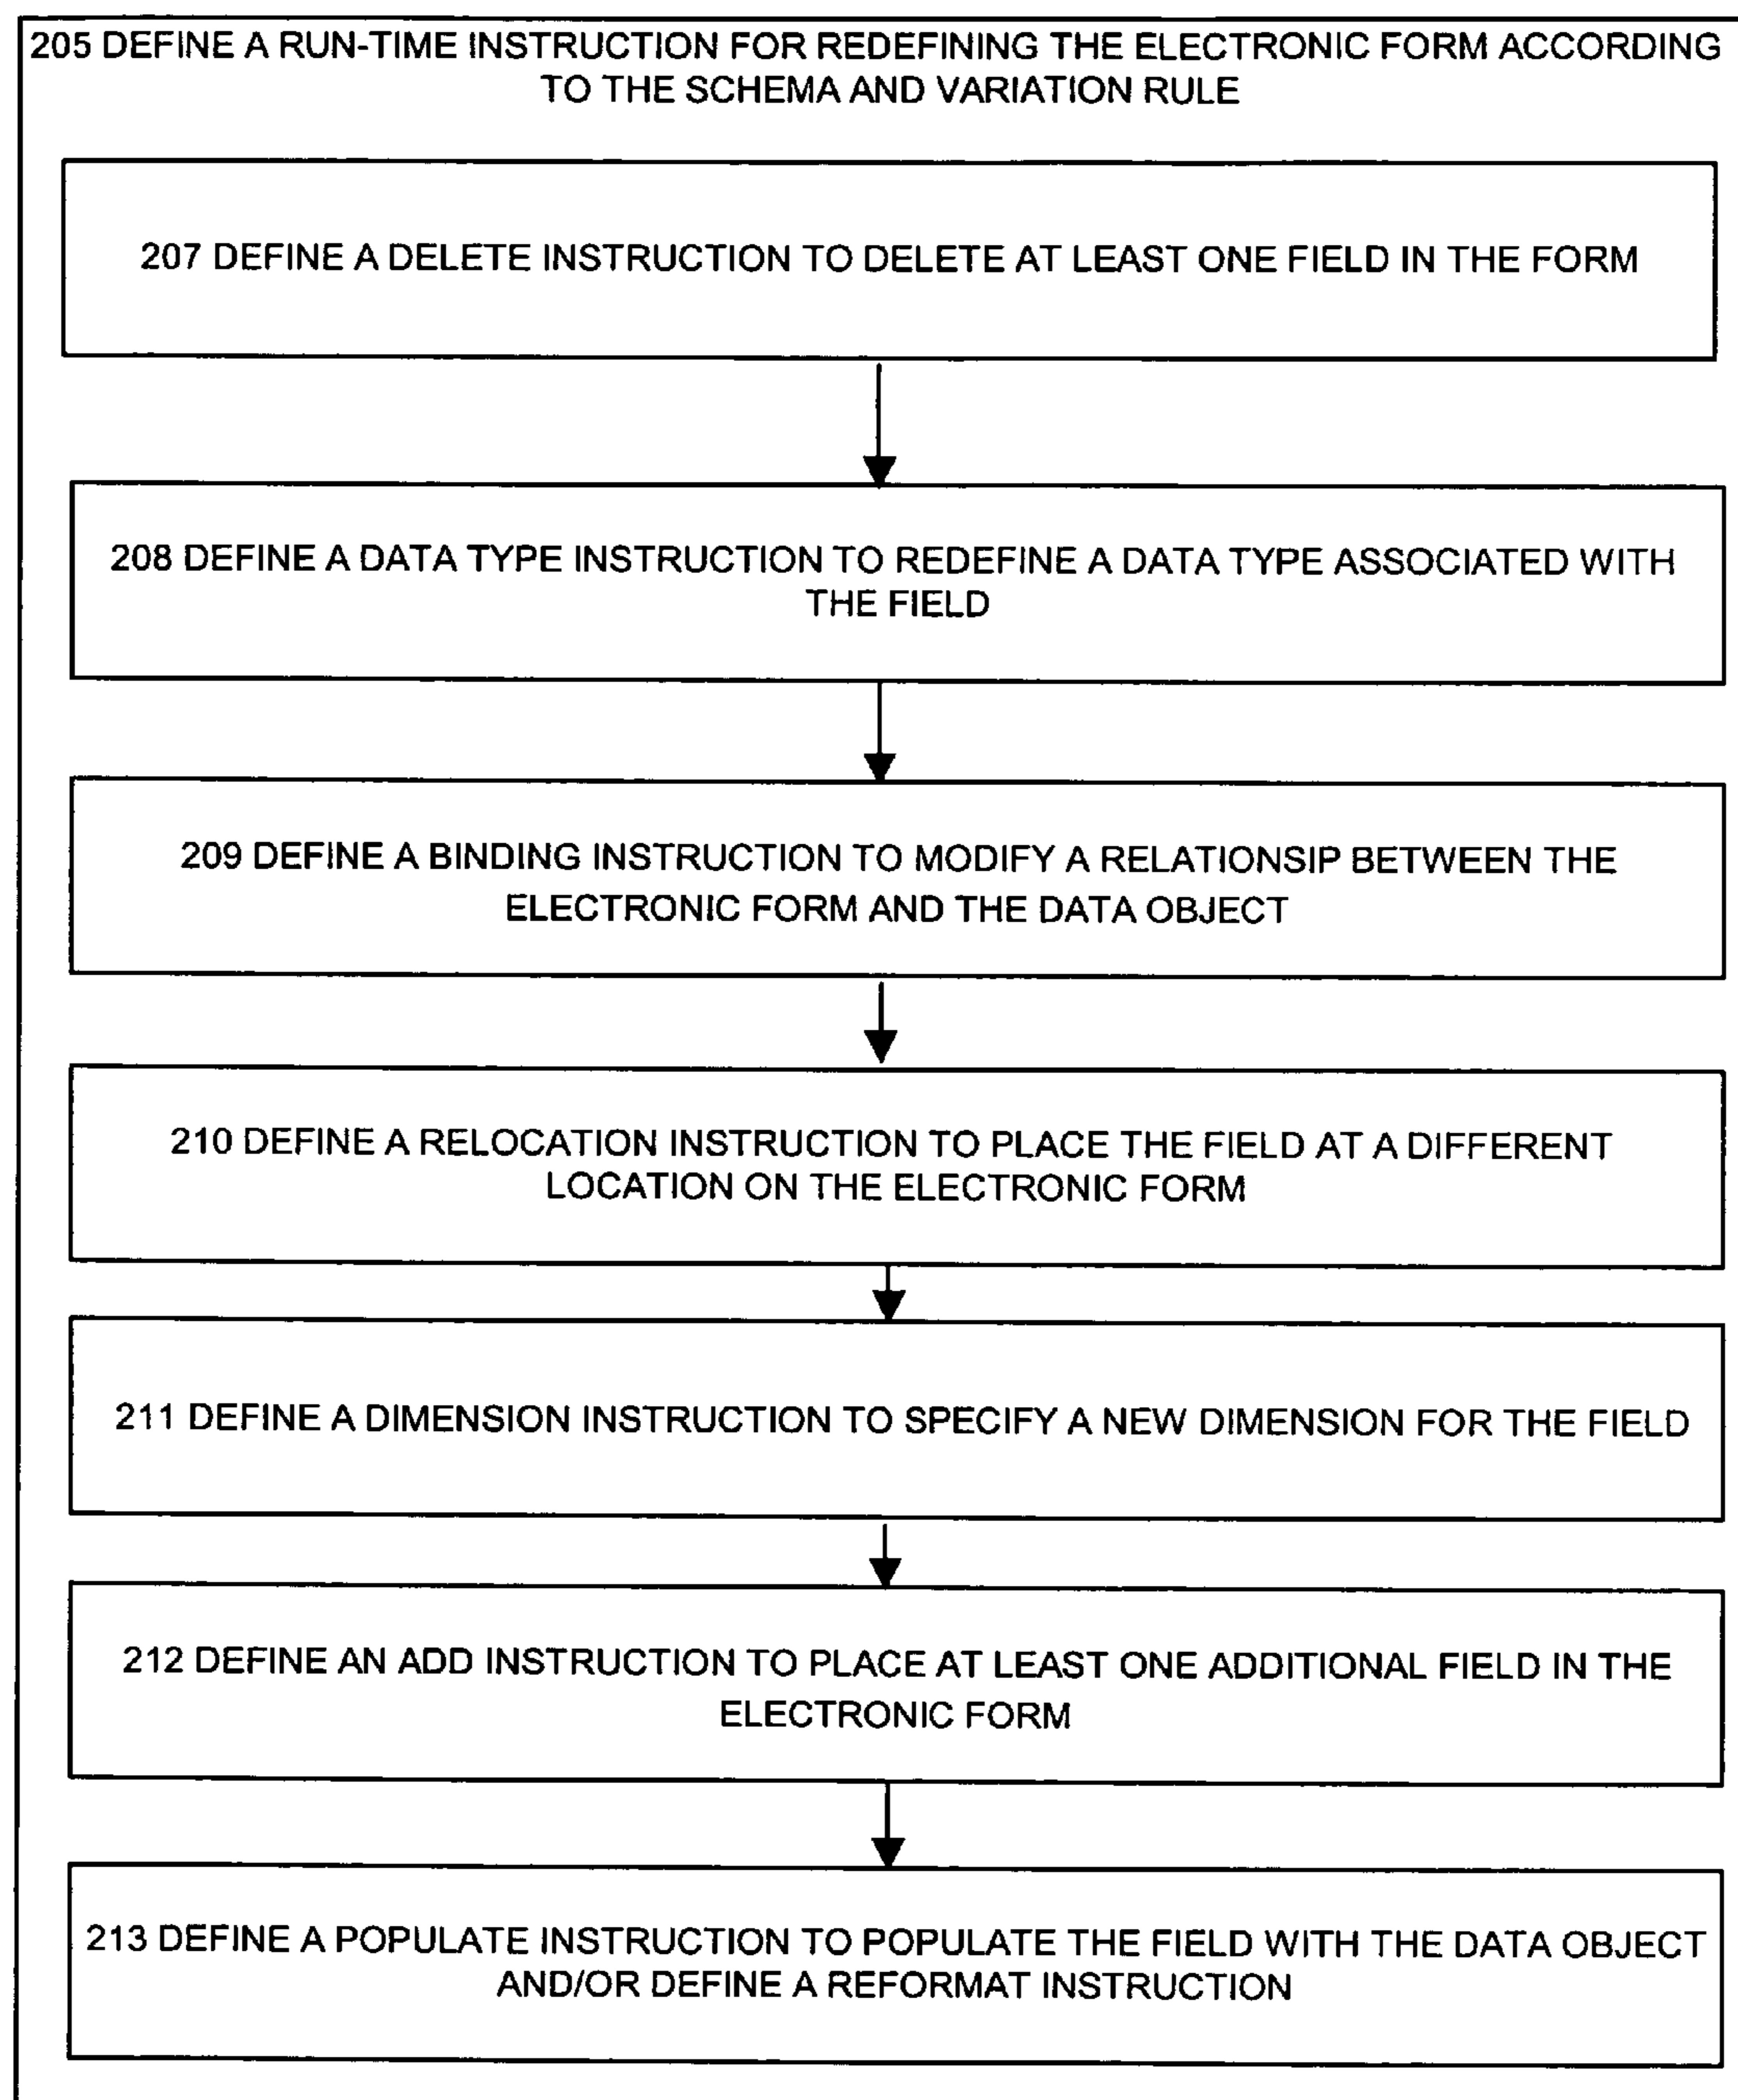 205 DEFINE A RUN-TIME INSTRUCTION FOR REDEFINING THE ELECTRONIC FORM ACCORDING
TO THE SCHEMA AND VARIATION RULE
207 DEFINE A DELETE INSTRUCTION TO DELETE AT LEAST ONE FIELD IN THE FORM
208 DEFINE A DATA TYPE INSTRUCTION TO REDEFINE A DATA TYPE ASSOCIATED WITH
THE FIELD
209 DEFINE A BINDING INSTRUCTION TO MODIFY A RELATIONSIP BETWEEN THE
ELECTRONIC FORM AND THE DATA OBJECT
210 DEFINE A RELOCATION INSTRUCTION TO PLACE THE FIELD AT A DIFFERENT
LOCATION ON THE ELECTRONIC FORM
211 DEFINE A DIMENSION INSTRUCTION TO SPECIFY A NEW DIMENSION FOR THE FIELD
212 DEFINE AN ADD INSTRUCTION TO PLACE AT LEAST ONE ADDITIONAL FIELD IN THE
ELECTRONIC FORM
213 DEFINE A POPULATE INSTRUCTION TO POPULATE THE FIELD WITH THE DATA OBJECT
AND/OR DEFINE A REFORMAT INSTRUCTION